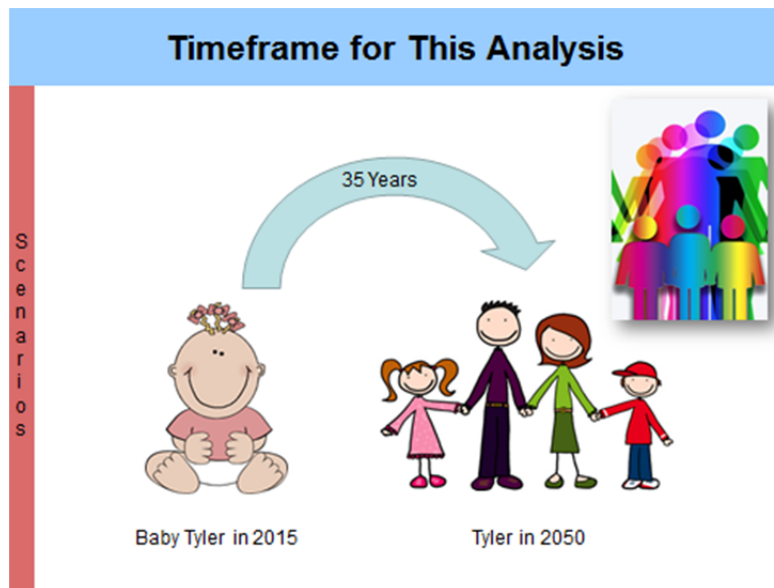 Timeframe for This Analysis
35 Years
Scenarios
Baby Tyler in 2015
Tyler in 2050